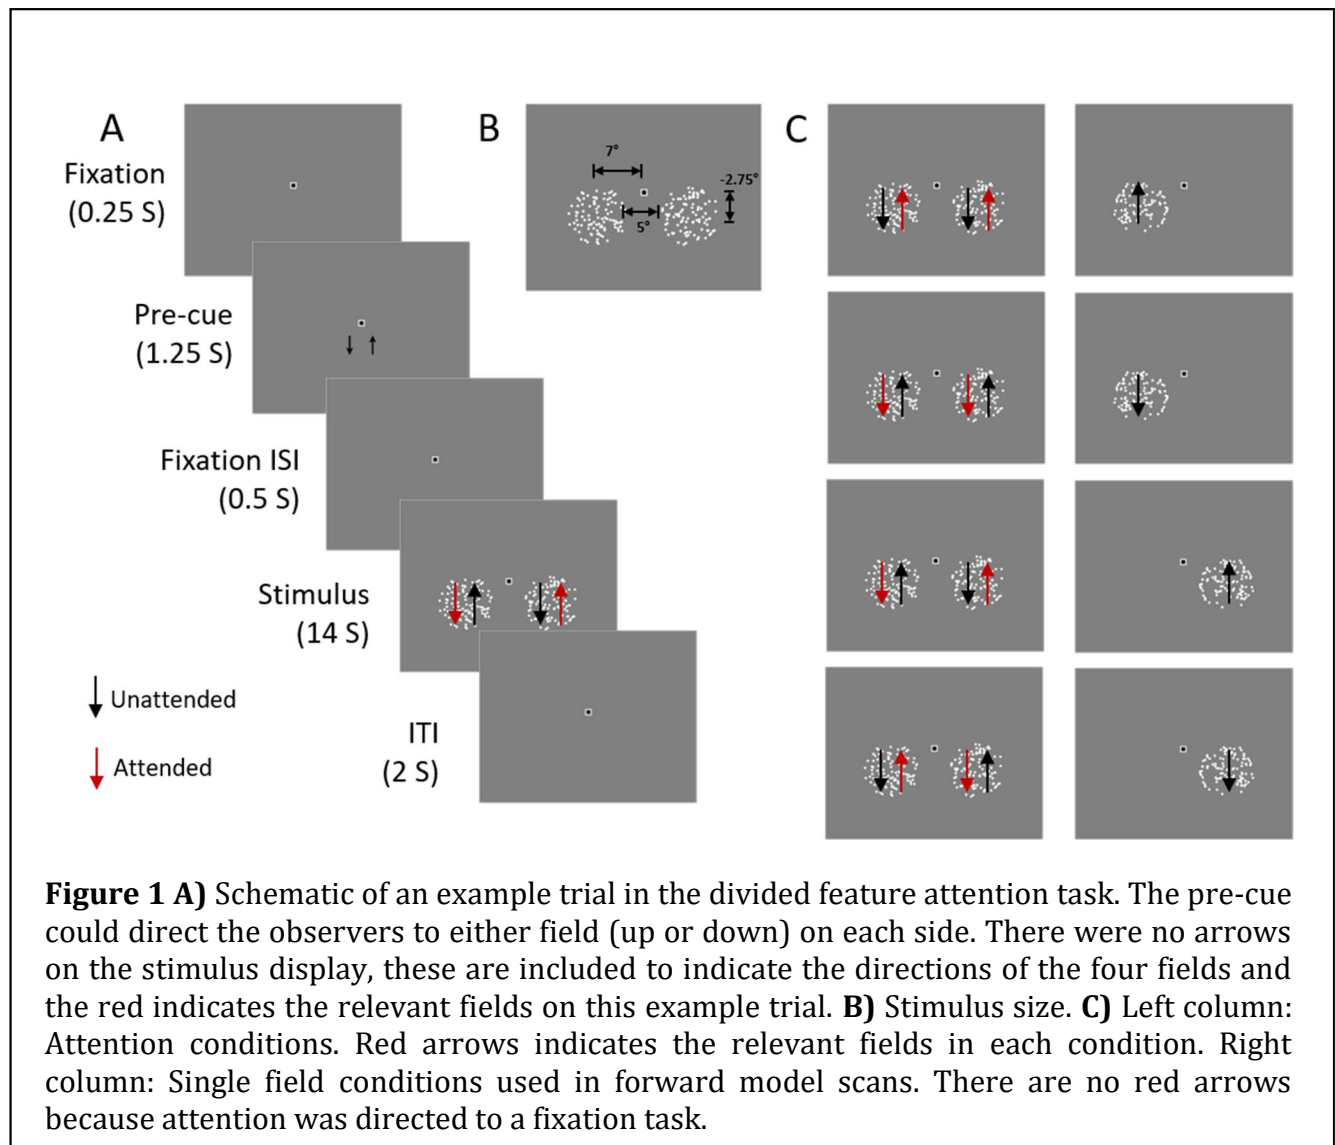 A
Fixation
(0.25 S)
Pre-cue
(1.25 S)
Fixation ISI
(0.5 S)
Stimulus
(14 S)
ITI
(2 S)
Unattended
Attended
B
7°
-2.75°
5°
C
Figure 1 A) Schematic of an example trial in the divided feature attention task. The pre-cue
could direct the observers to either field (up or down) on each side. There were no arrows
on the stimulus display, these are included to indicate the directions of the four fields and
the red indicates the relevant fields on this example trial. B) Stimulus size. C) Left column:
Attention conditions. Red arrows indicates the relevant fields in each condition. Right
column: Single field conditions used in forward model scans. There are no red arrows
because attention was directed to a fixation task.